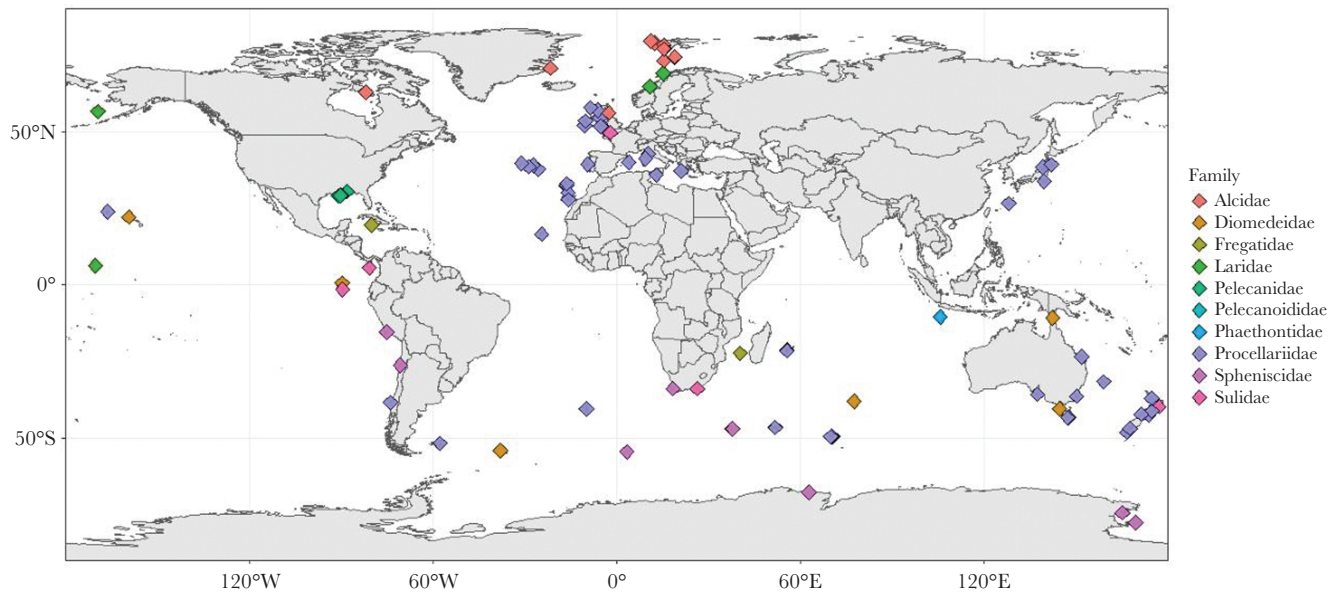 50°N
0°
50°S
120°W
60°W
0°
60°E
120°E
Family
Alcidae
Diomedeidae
Fregatidae
Laridae
Pelecanidae
Pelecanoididae
Phaethontidae
Procellariidae
Spheniscidae
Sulidae